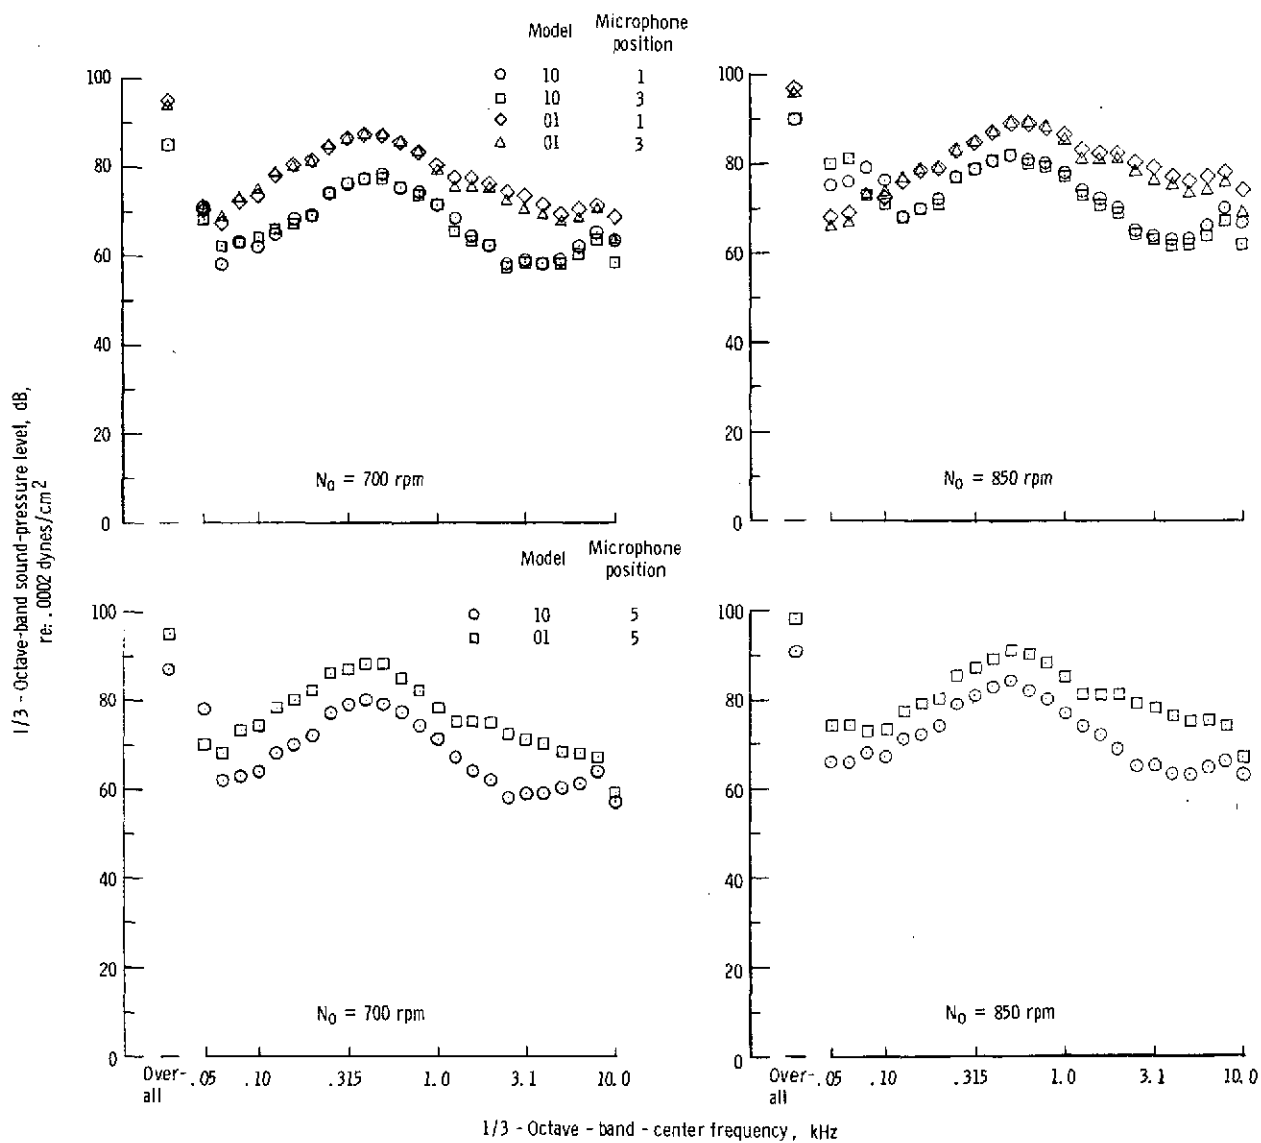 Model Microphone position
10 1
10 3
01 1
01 3
100
80
60
40
20
0
N₀ = 700 rpm
100
80
60
40
20
0
N₀ = 850 rpm
1/3 - Octave-band sound-pressure level, dB,
re: .0002 dynes/cm²
Model Microphone position
10 5
01 5
100
80
60
40
20
0
N₀ = 700 rpm
Over-all .05 .10 .315 1.0 3.1 10.0
100
80
60
40
20
0
N₀ = 850 rpm
Over-all .05 .10 .315 1.0 3.1 10.0
1/3 - Octave - band - center frequency, kHz